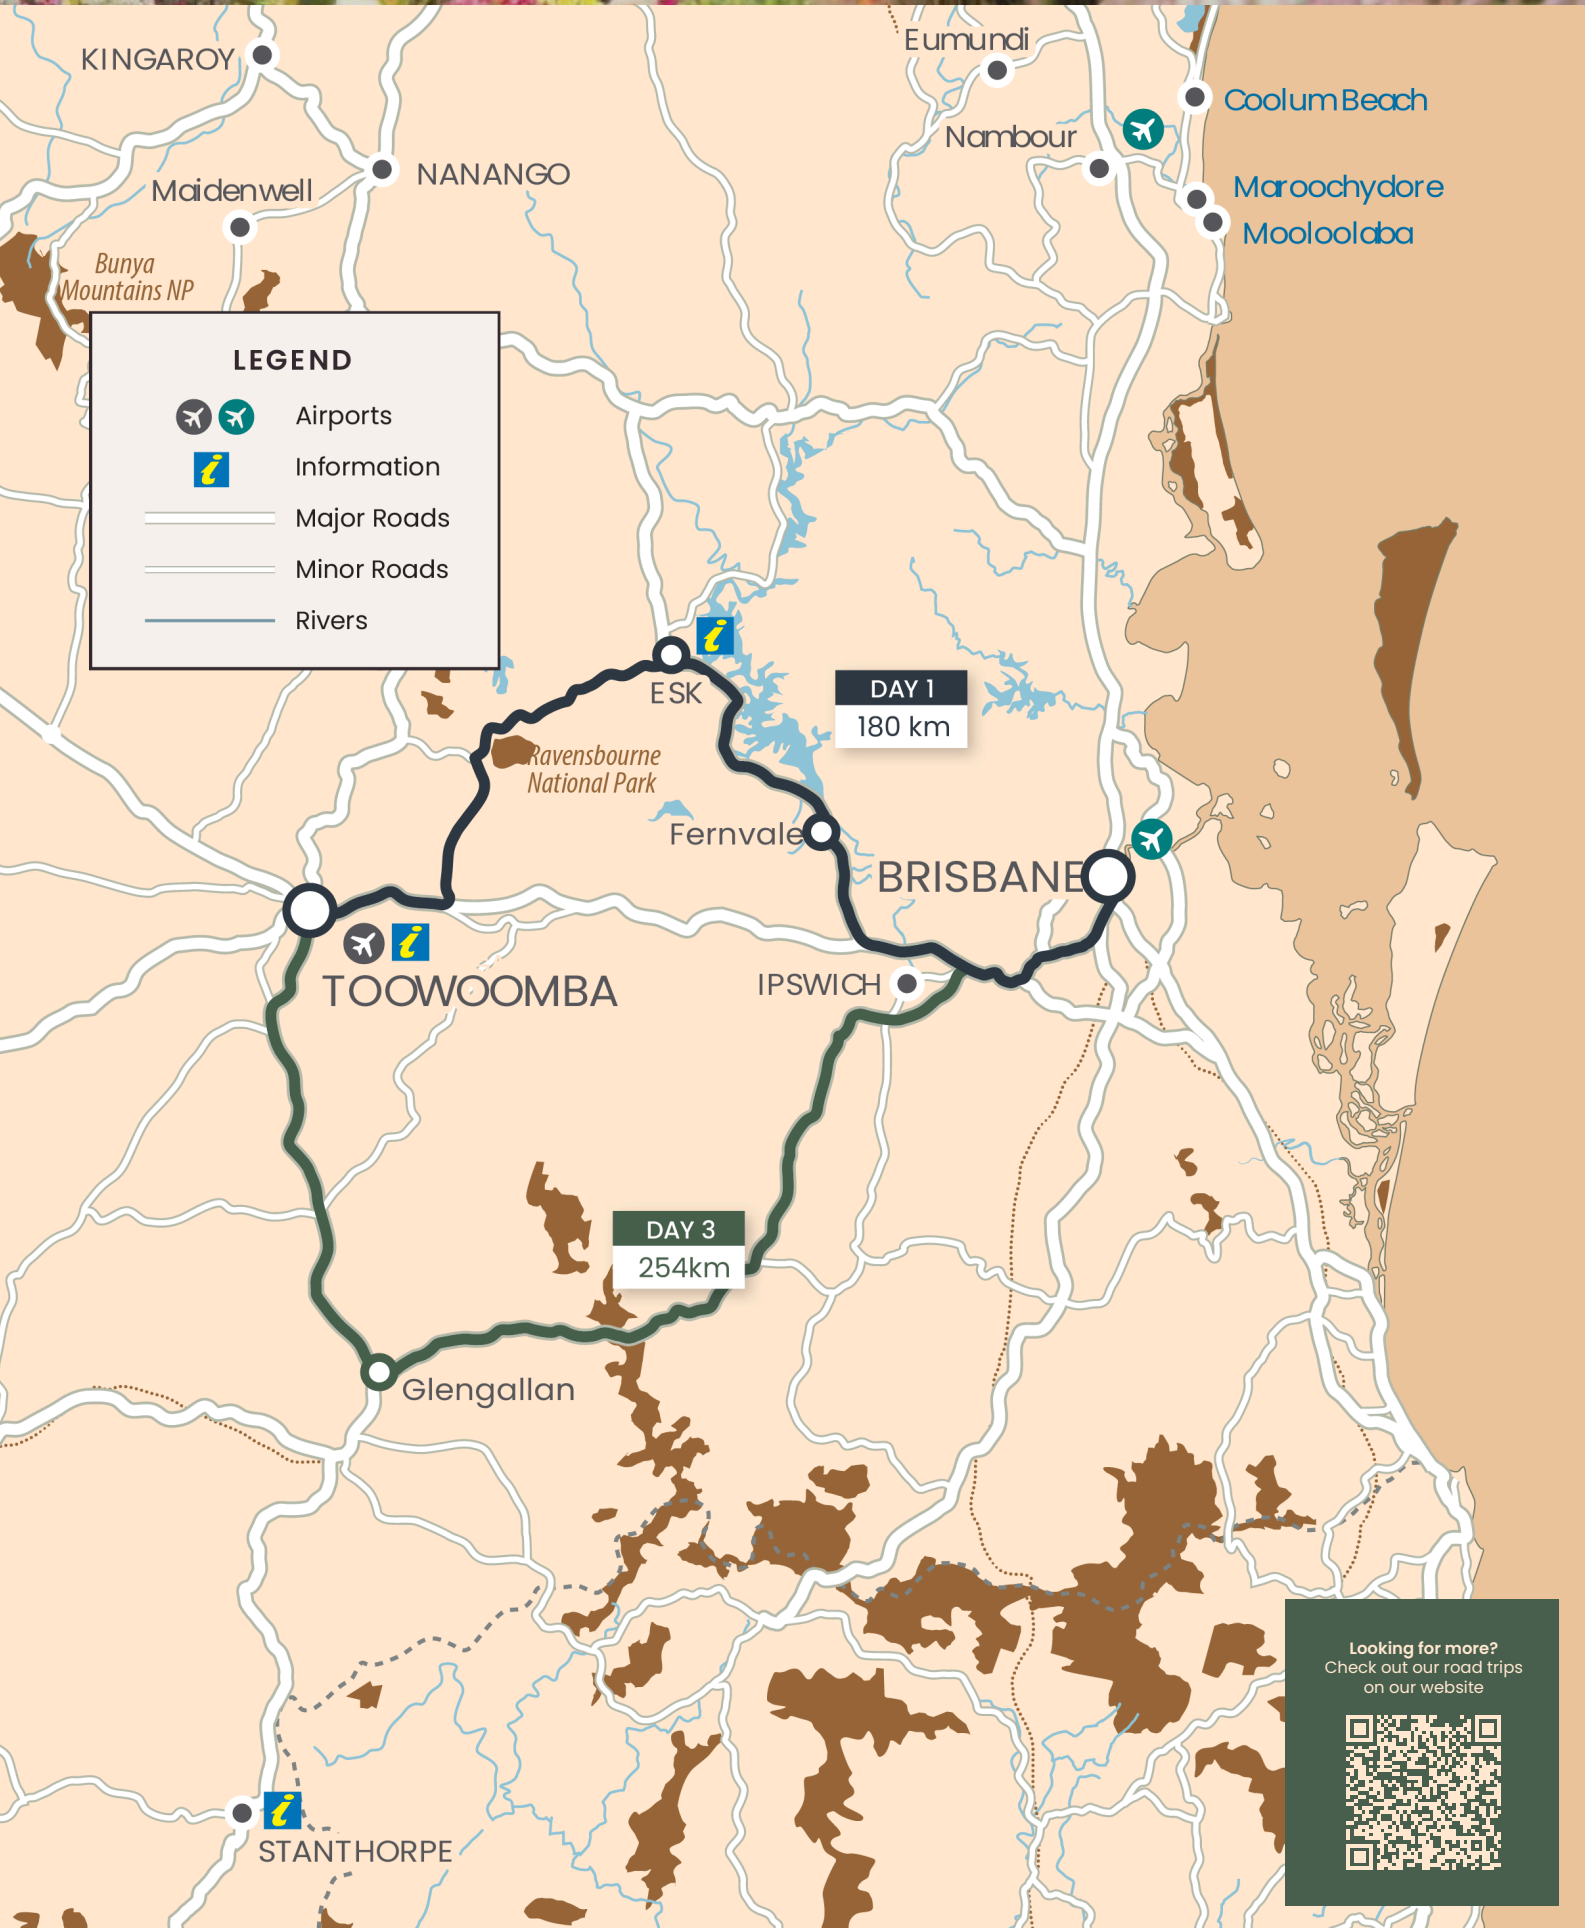 Eumundi
KINGAROY
Coolum Beach
Nambour
NANANGO
Maidenwell
Maroochydore
Mooloolaba
Bunya
Mountains NP
LEGEND
Airports
Information
Major Roads
Minor Roads
Rivers
ESK
DAY 1
180 km
Ravensbourne
National Park
Fernvale
BRISBANE
TOOWOOMBA
IPSWICH
DAY 3
254km
Glengallan
Looking for more?
Check out our road trips
on our website
STANTHORPE